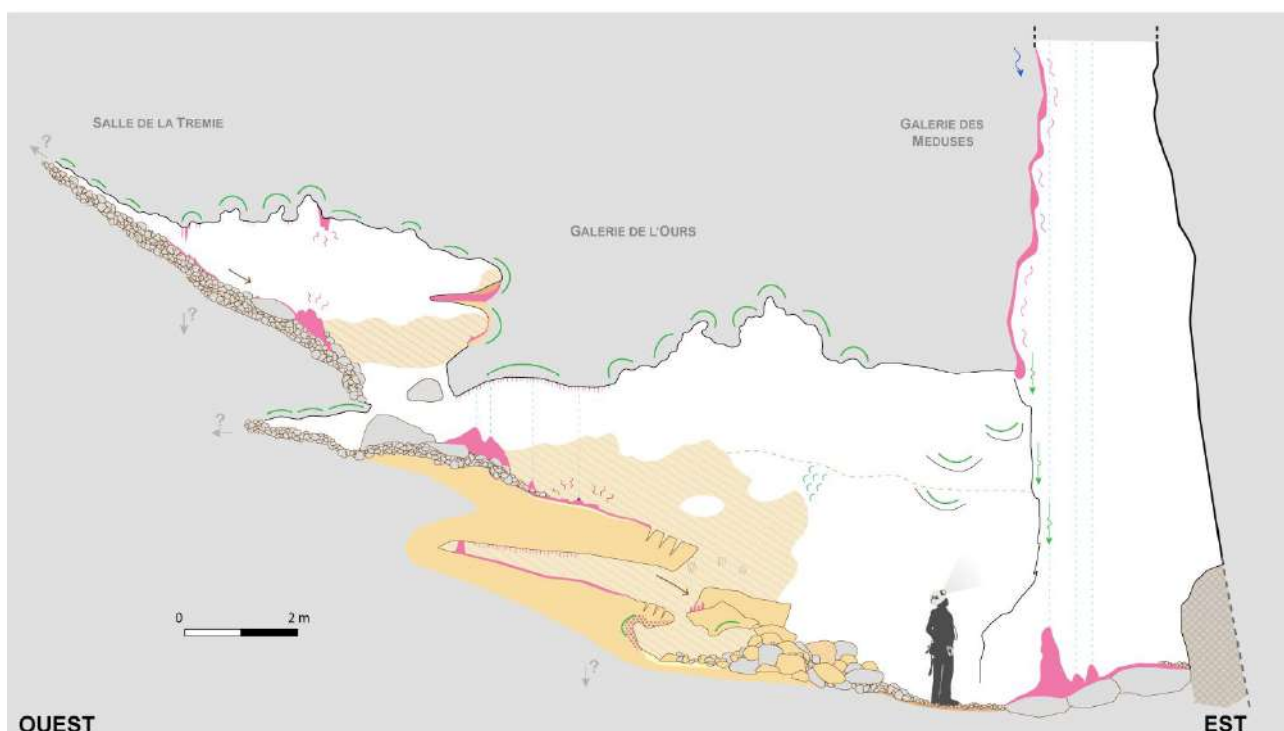 SALLE DE LA TREMIE
GALERIE DES
MEDUSES
GALERIE DE L'OURS
?
?
?
?
0 2 m
OUEST
EST